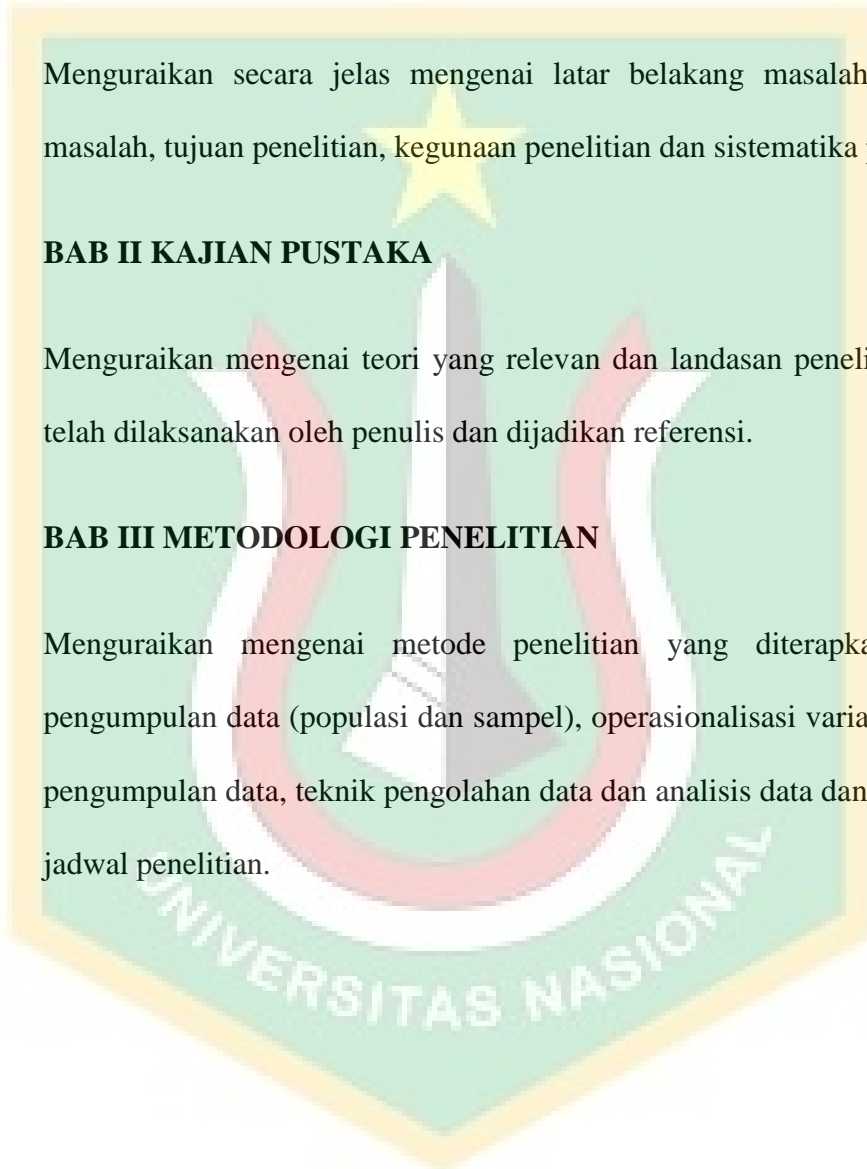 Menguraikan secara jelas mengenai latar belakang masalah
masalah, tujuan penelitian, kegunaan penelitian dan sistematika
BAB II KAJIAN PUSTAKA
Menguraikan mengenai teori yang relevan dan landasan
telah dilaksanakan oleh penulis dan dijadikan referensi.
BAB III METODOLOGI PENELITIAN
Menguraikan mengenai metode penelitian yang
pengumpulan data (populasi dan sampel), operasionalisasi
pengumpulan data, teknik pengolahan data dan analisis data dan
jadwal penelitian.
UNIVERSITAS NASIONAL